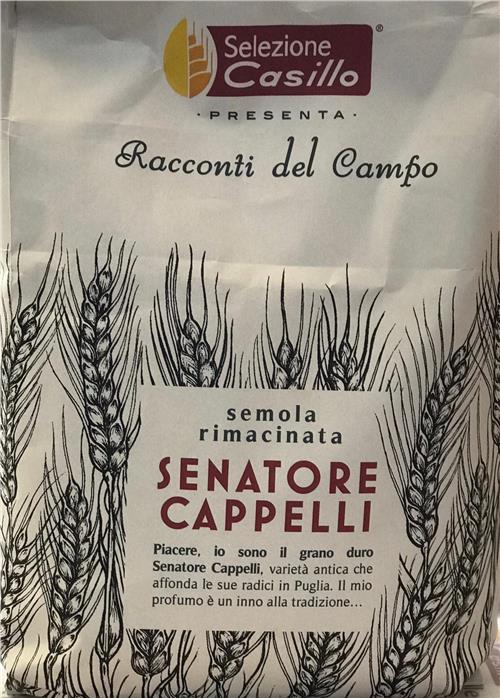 Selezione
Casillo®
· PRESENTA ·
Racconti del Campo
semola
rimacinata
SENATORE
CAPPELLI
Piacere, io sono il grano duro
Senatore Cappelli, varietà antica che
affonda le sue radici in Puglia. Il mio
profumo è un inno alla tradizione...